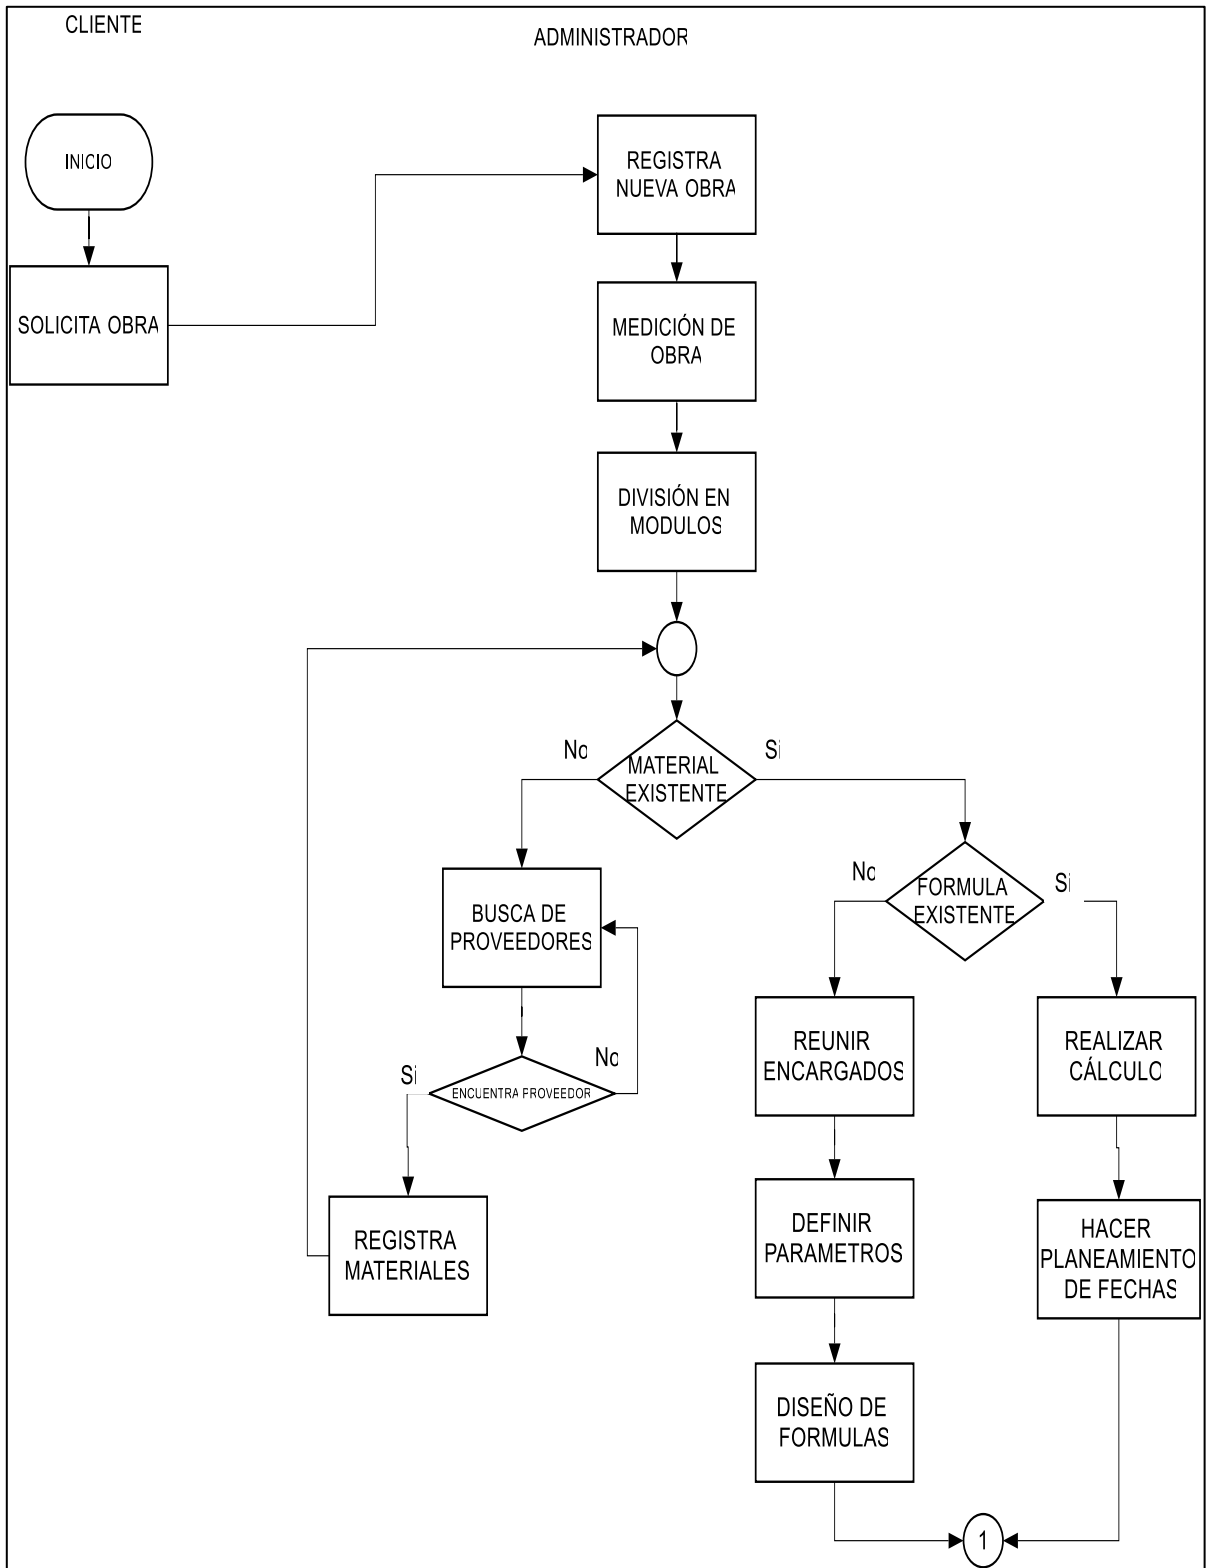 CLIENTE
ADMINISTRADOR
INICIO
REGISTRA
NUEVA OBRA
SOLICITA OBRA
MEDICIÓN DE
OBRA
DIVISIÓN EN
MODULOS
No
Si
MATERIAL
EXISTENTE
No
Si
FORMULA
EXISTENTE
BUSCA DE
PROVEEDORES
REUNIR
ENCARGADOS
REALIZAR
CÁLCULO
Si
No
ENCUENTRA PROVEEDOR
REGISTRA
MATERIALES
DEFINIR
PARAMETROS
HACER
PLANEAMIENTO
DE FECHAS
DISEÑO DE
FORMULAS
1